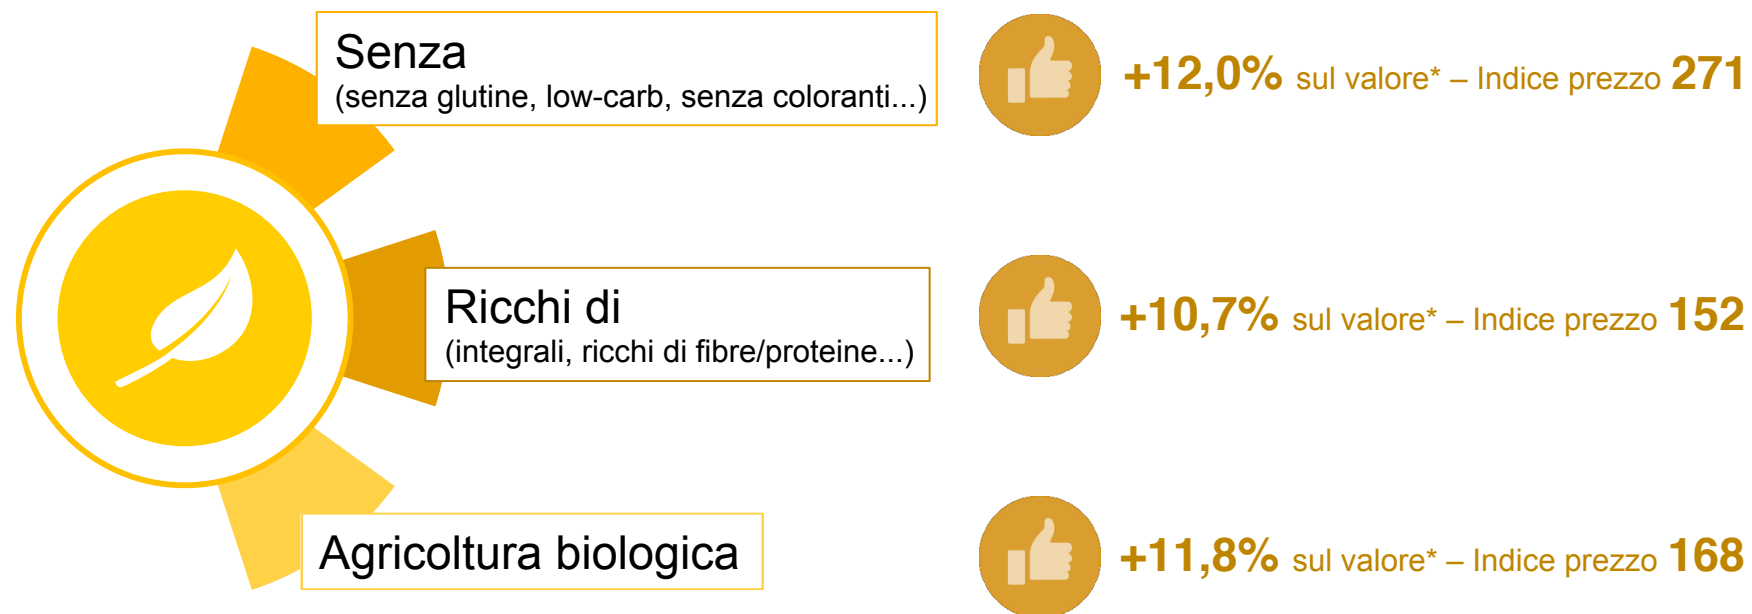 Senza
(senza glutine, low-carb, senza coloranti...)
+12,0% sul valore* – Indice prezzo 271
Ricchi di
(integrali, ricchi di fibre/proteine...)
+10,7% sul valore* – Indice prezzo 152
Agricoltura biologica
+11,8% sul valore* – Indice prezzo 168